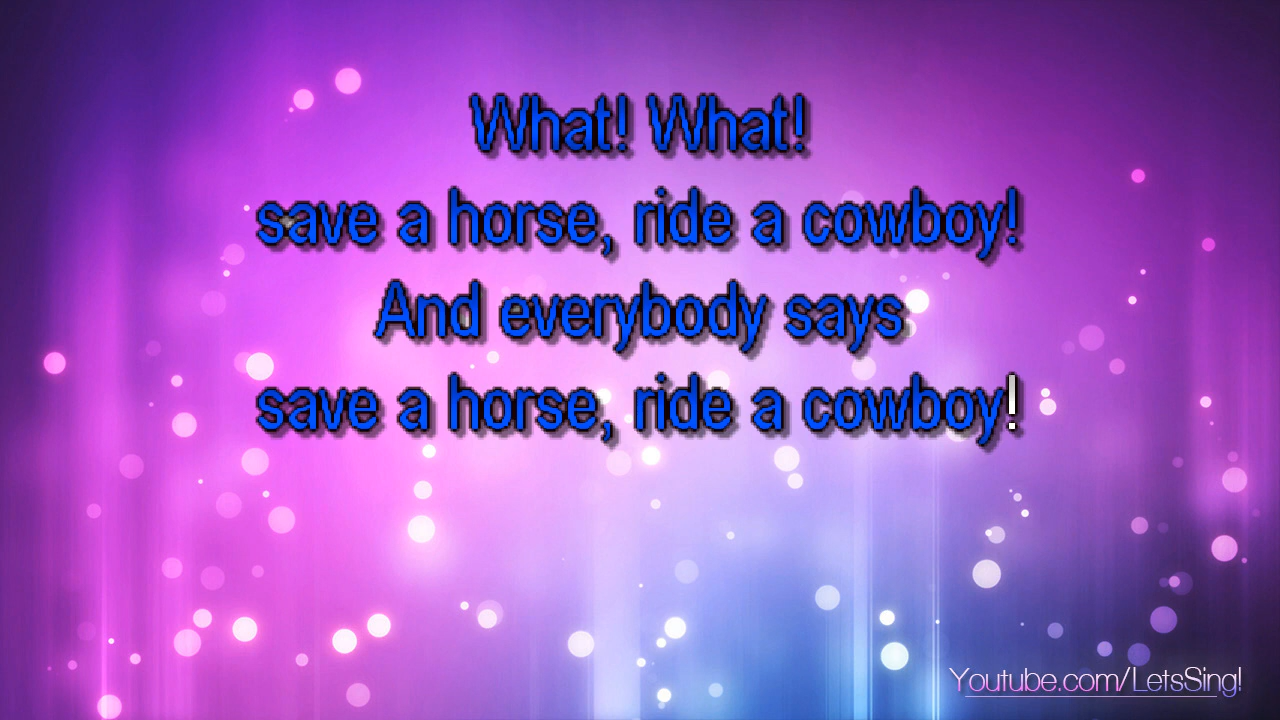 What! What!
save a horse, ride a cowboy!
And everybody says
save a horse, ride a cowboy!
Youtube.com/LetsSing!